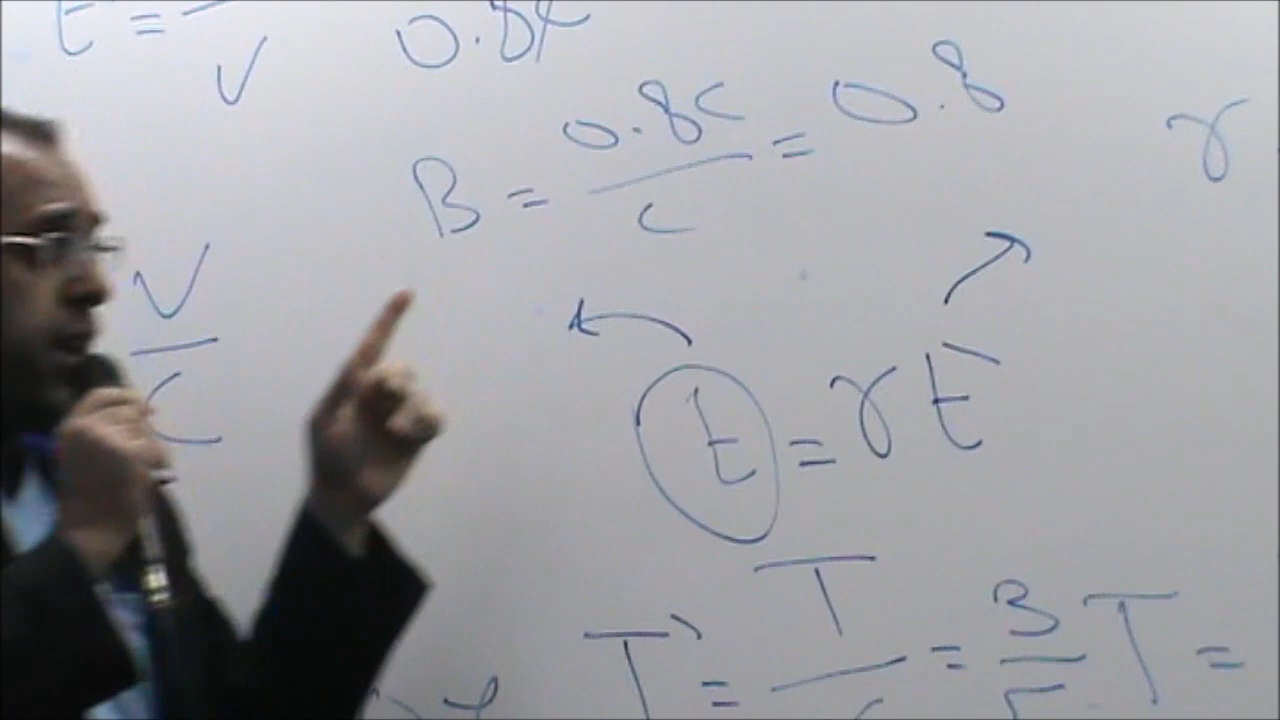 t = / V 0.8c
B = 0.8c / c = 0.8 γ
V / C
t = γ t'
T' = T / γ = 3/5 T =